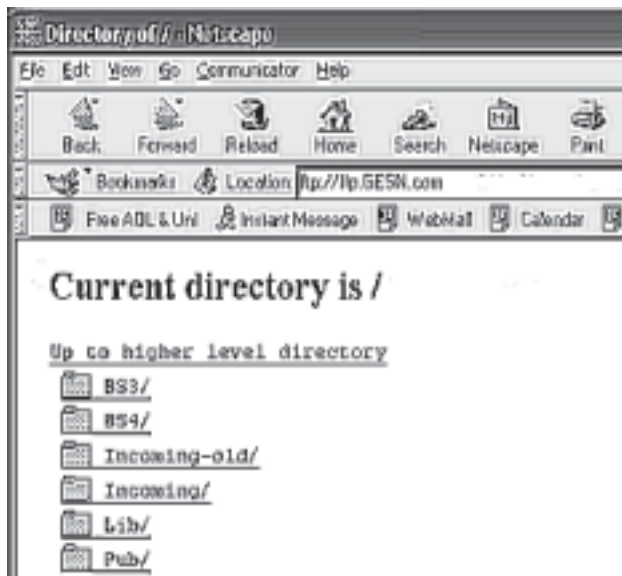 Directory of / - Netscape
File Edit View Go Communicator Help
Back Forward Reload Home Search Netscape Print
Bookmarks Location: ftp://ftp.GESN.com
Free AOL & Unl Instant Message WebMail Calendar
Current directory is /
Up to higher level directory
BS3/
BS4/
Incoming-old/
Incoming/
Lib/
Pub/